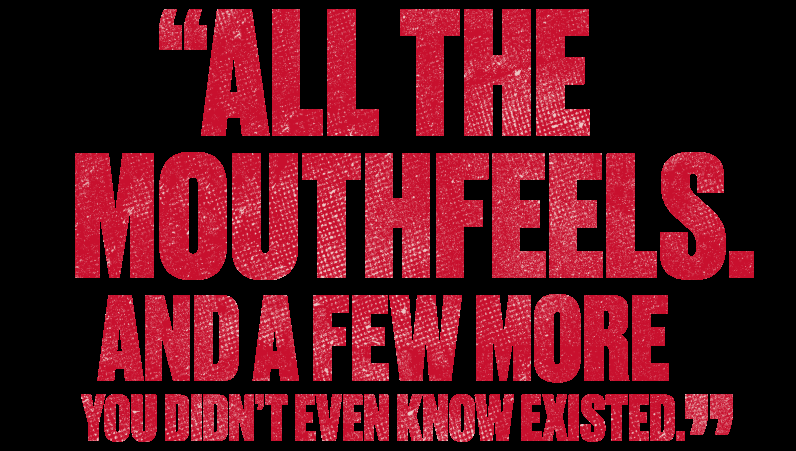 “ALL THE
MOUTHFEELS.
AND A FEW MORE
YOU DIDN’T EVEN KNOW EXISTED.”